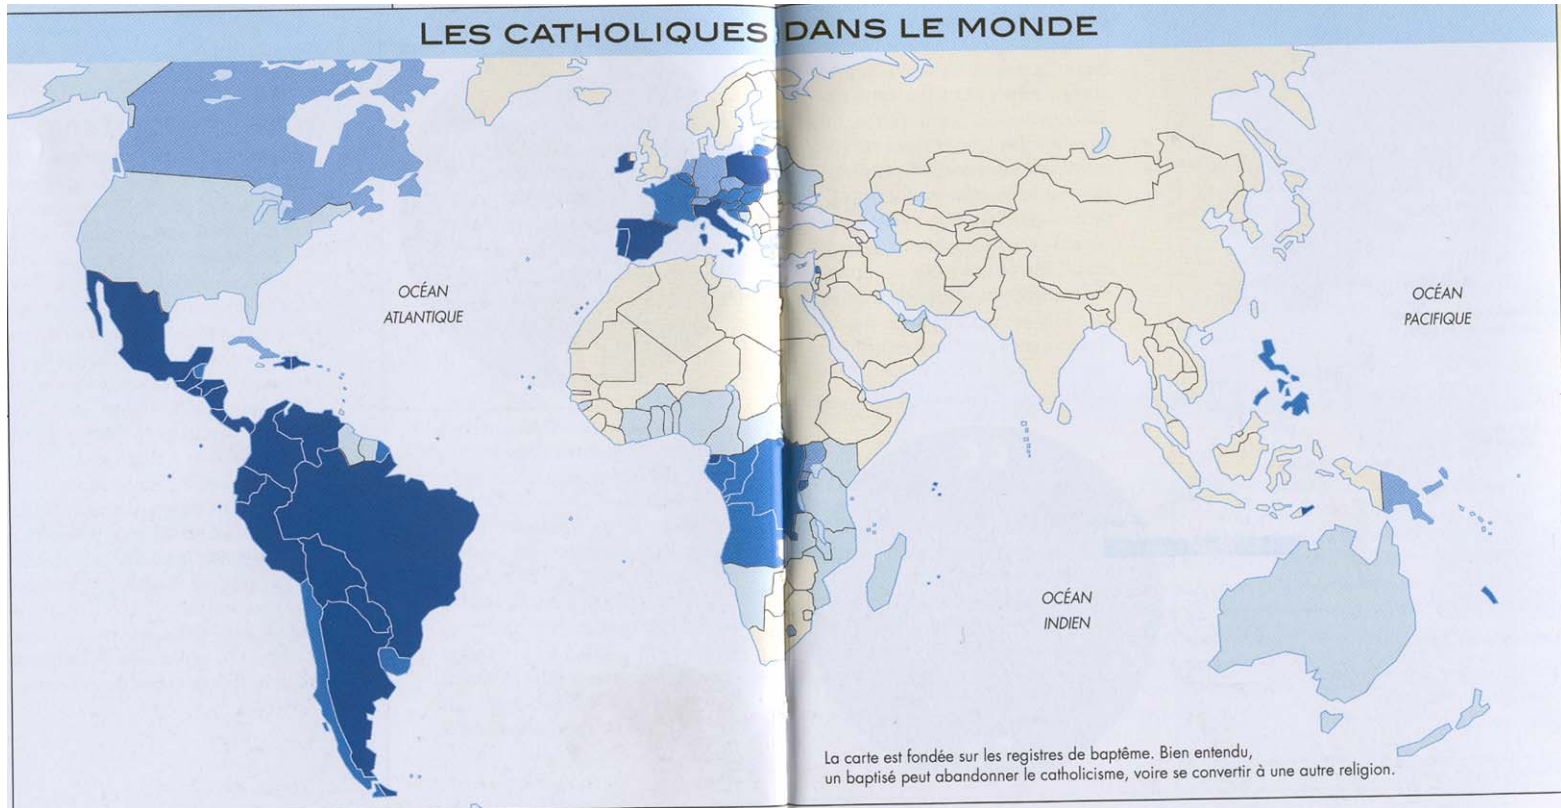 LES CATHOLIQUES DANS LE MONDE
OCÉAN
ATLANTIQUE
OCÉAN
PACIFIQUE
OCÉAN
INDIEN
La carte est fondée sur les registres de baptême. Bien entendu,
un baptisé peut abandonner le catholicisme, voire se convertir à une autre religion.